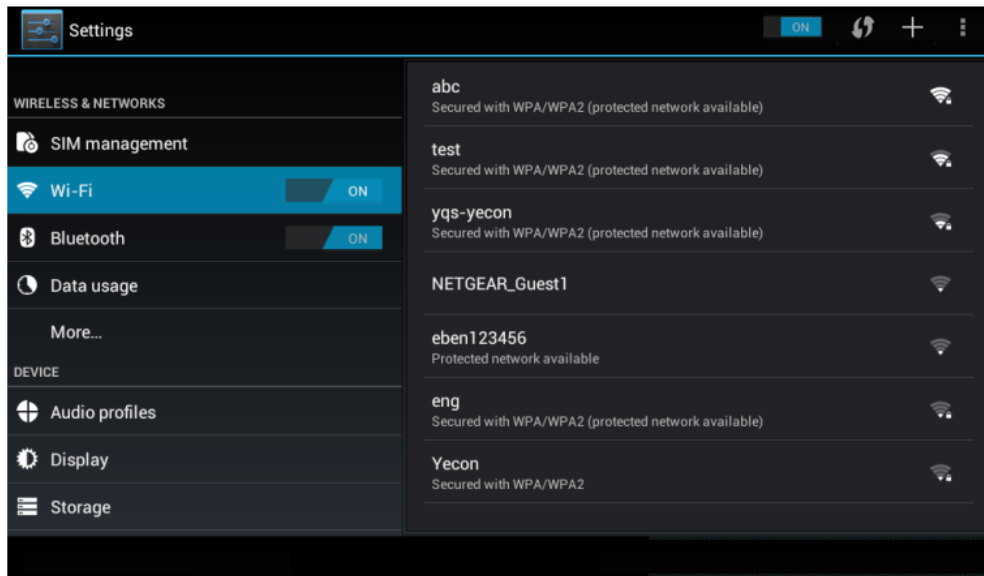 Settings
ON
WIRELESS & NETWORKS
SIM management
Wi-Fi ON
Bluetooth ON
Data usage
More...
DEVICE
Audio profiles
Display
Storage
abc
Secured with WPA/WPA2 (protected network available)
test
Secured with WPA/WPA2 (protected network available)
yqs-yecon
Secured with WPA/WPA2 (protected network available)
NETGEAR_Guest1
eben123456
Protected network available
eng
Secured with WPA/WPA2 (protected network available)
Yecon
Secured with WPA/WPA2